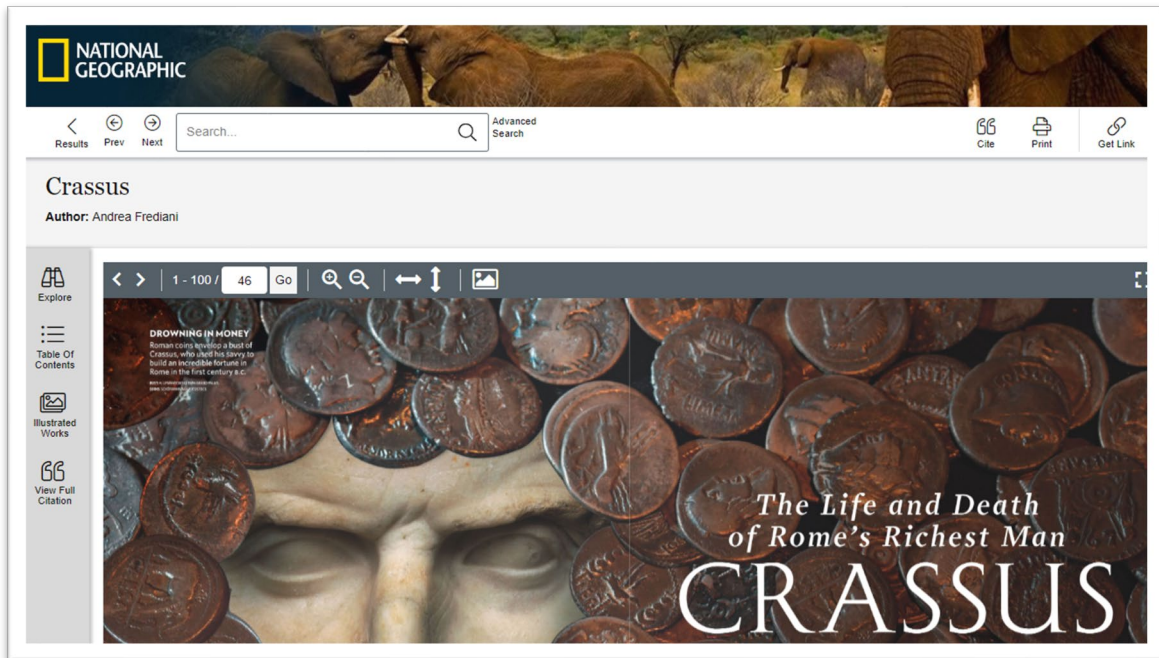 NATIONAL
GEOGRAPHIC
Results
Prev
Next
Search...
Advanced
Search
Cite
Print
Get Link
Crassus
Author: Andrea Frediani
Explore
Table Of
Contents
Illustrated
Works
View Full
Citation
1 - 100 /
46
Go
DROWNING IN MONEY
Roman coins envelop a bust of
Crassus, who used his savvy to
build an incredible fortune in
Rome in the first century B.C.
The Life and Death
of Rome's Richest Man
CRASSUS